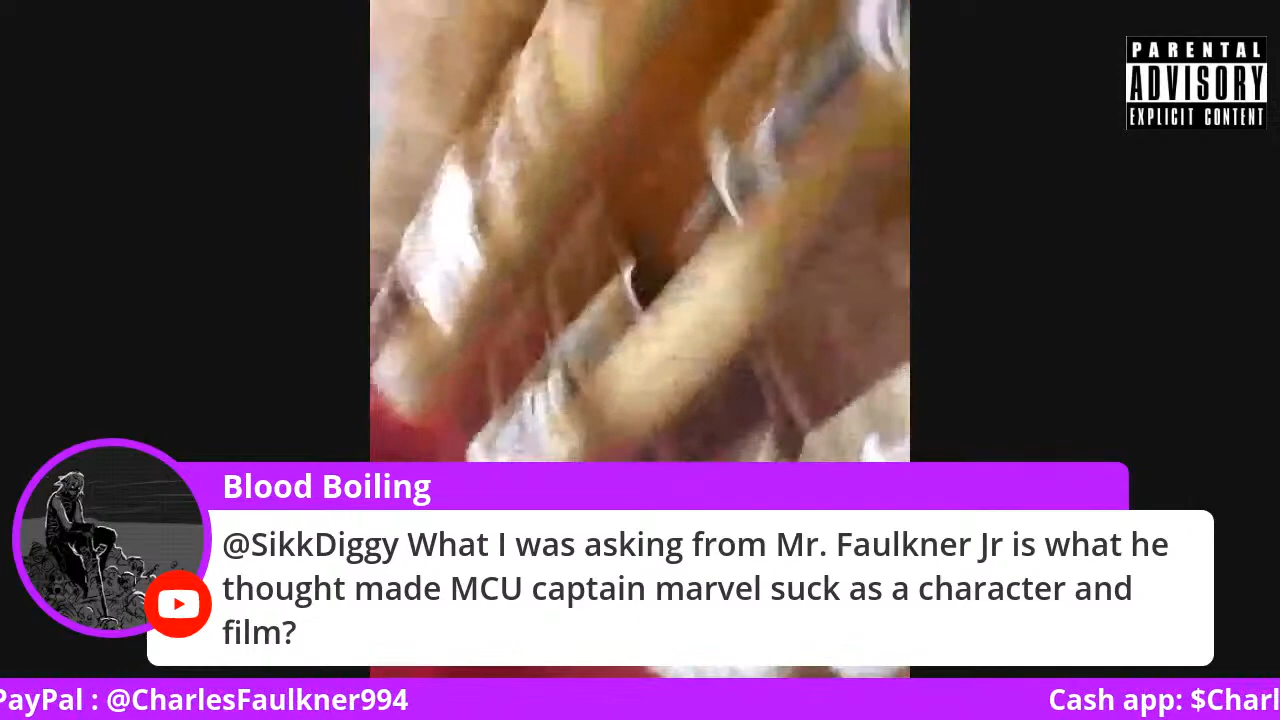 PARENTAL
ADVISORY
EXPLICIT CONTENT
Blood Boiling
@SikkDiggy What I was asking from Mr. Faulkner Jr is what he
thought made MCU captain marvel suck as a character and
film?
PayPal : @CharlesFaulkner994
Cash app: $Charl